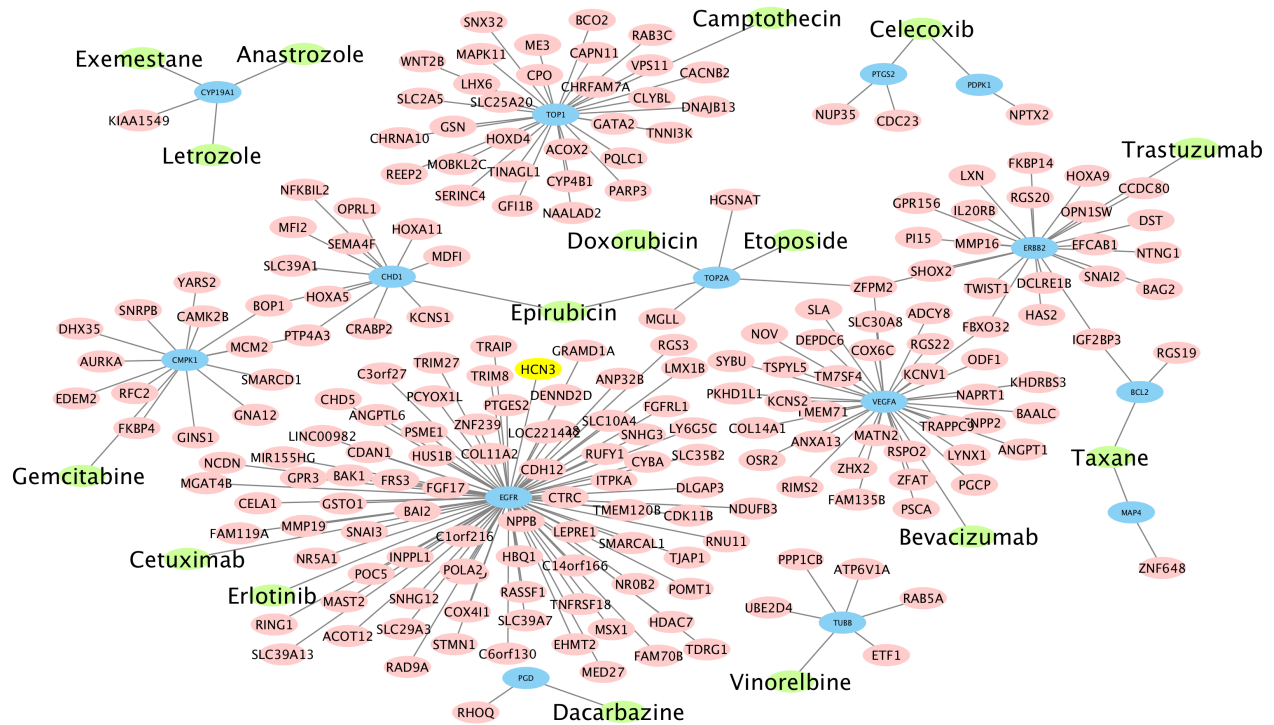 Exemestane
Anastrozole
CYP19A1
KIAA1549
Letrozole
SNX32
BCO2
Camptothecin
ME3
RAB3C
MAPK11
CAPN11
WNT2B
VPS11
CPO
CACNB2
LHX6
CHRFAM7A
SLC2A5
SLC25A20
CLYBL
DNAJB13
TOP1
GSN
GATA2
CHRNA10
HOXD4
TNNI3K
ACOX2
MOBKL2C
PQLC1
REEP2
TINAGL1
CYP4B1
PARP3
SERINC4
GFI1B
NAALAD2
Celecoxib
PTGS2
PDPK1
NUP35
CDC23
NPTX2
Trastuzumab
FKBP14
LXN
HOXA9
CCDC80
RGS20
GPR156
IL20RB
OPN1SW
DST
PI15
MMP16
ERBB2
EFCAB1
NTNG1
SHOX2
SNAI2
DCLRE1B
TWIST1
BAG2
HAS2
FBXO32
IGF2BP3
RGS19
BCL2
Taxane
MAP4
ZNF648
NFKBIL2
OPRL1
MFI2
HOXA11
SEMA4F
MDFI
SLC39A1
CHD1
HOXA5
BOP1
KCNS1
CRABP2
PTP4A3
MCM2
HGSNAT
Doxorubicin
Etoposide
TOP2A
Epirubicin
MGLL
ZFPM2
YARS2
SNRPB
CAMK2B
DHX35
CMPK1
AURKA
SMARCD1
RFC2
EDEM2
GNA12
FKBP4
GINS1
Gemcitabine
SLA
ADCY8
SLC30A8
NOV
DEPDC6
RGS22
COX6C
SYBU
TSPYL5
ODF1
TM7SF4
KCNV1
KHDRBS3
PKHD1L1
KCNS2
NAPRT1
VEGFA
TMEM71
BAALC
COL14A1
TRAPPC9
NPP2
ANXA13
MATN2
RSPO2
LYNX1
ANGPT1
OSR2
ZHX2
ZFAT
PGCP
RIMS2
FAM135B
PSCA
Bevacizumab
TRAIP
GRAMD1A
RGS3
TRIM27
HCN3
C3orf27
TRIM8
ANP32B
LMX1B
CHD5
PCYOX1L
DENND2D
PTGES2
FGFRL1
ANGPTL6
ZNF239
SLC10A4
LINC00982
PSME1
LOC221442
SNHG3
LY6G5C
MIR155HG
CDAN1
HUS1B
COL11A2
RUFY1
SLC35B2
NCDN
CDH12
CYBA
GPR3
BAK1
FRS3
ITPKA
MGAT4B
FGF17
DLGAP3
CELA1
GSTO1
EGFR
CTRC
NDUFB3
BAI2
TMEM120B
CDK11B
MMP19
NPPB
FAM119A
SNAI3
C1orf216
LEPRE1
RNU11
SMARCAL1
Cetuximab
NR5A1
INPPL1
HBQ1
TJAP1
POC5
POLA2
C14orf166
NR0B2
POMT1
Erlotinib
MAST2
SNHG12
RASSF1
TNFRSF18
COX4I1
SLC39A7
HDAC7
RING1
ACOT12
SLC29A3
MSX1
STMN1
EHMT2
TDRG1
SLC39A13
C6orf130
FAM70B
RAD9A
MED27
PGD
RHOQ
Dacarbazine
PPP1CB
ATP6V1A
UBE2D4
RAB5A
TUBB
ETF1
Vinorelbine